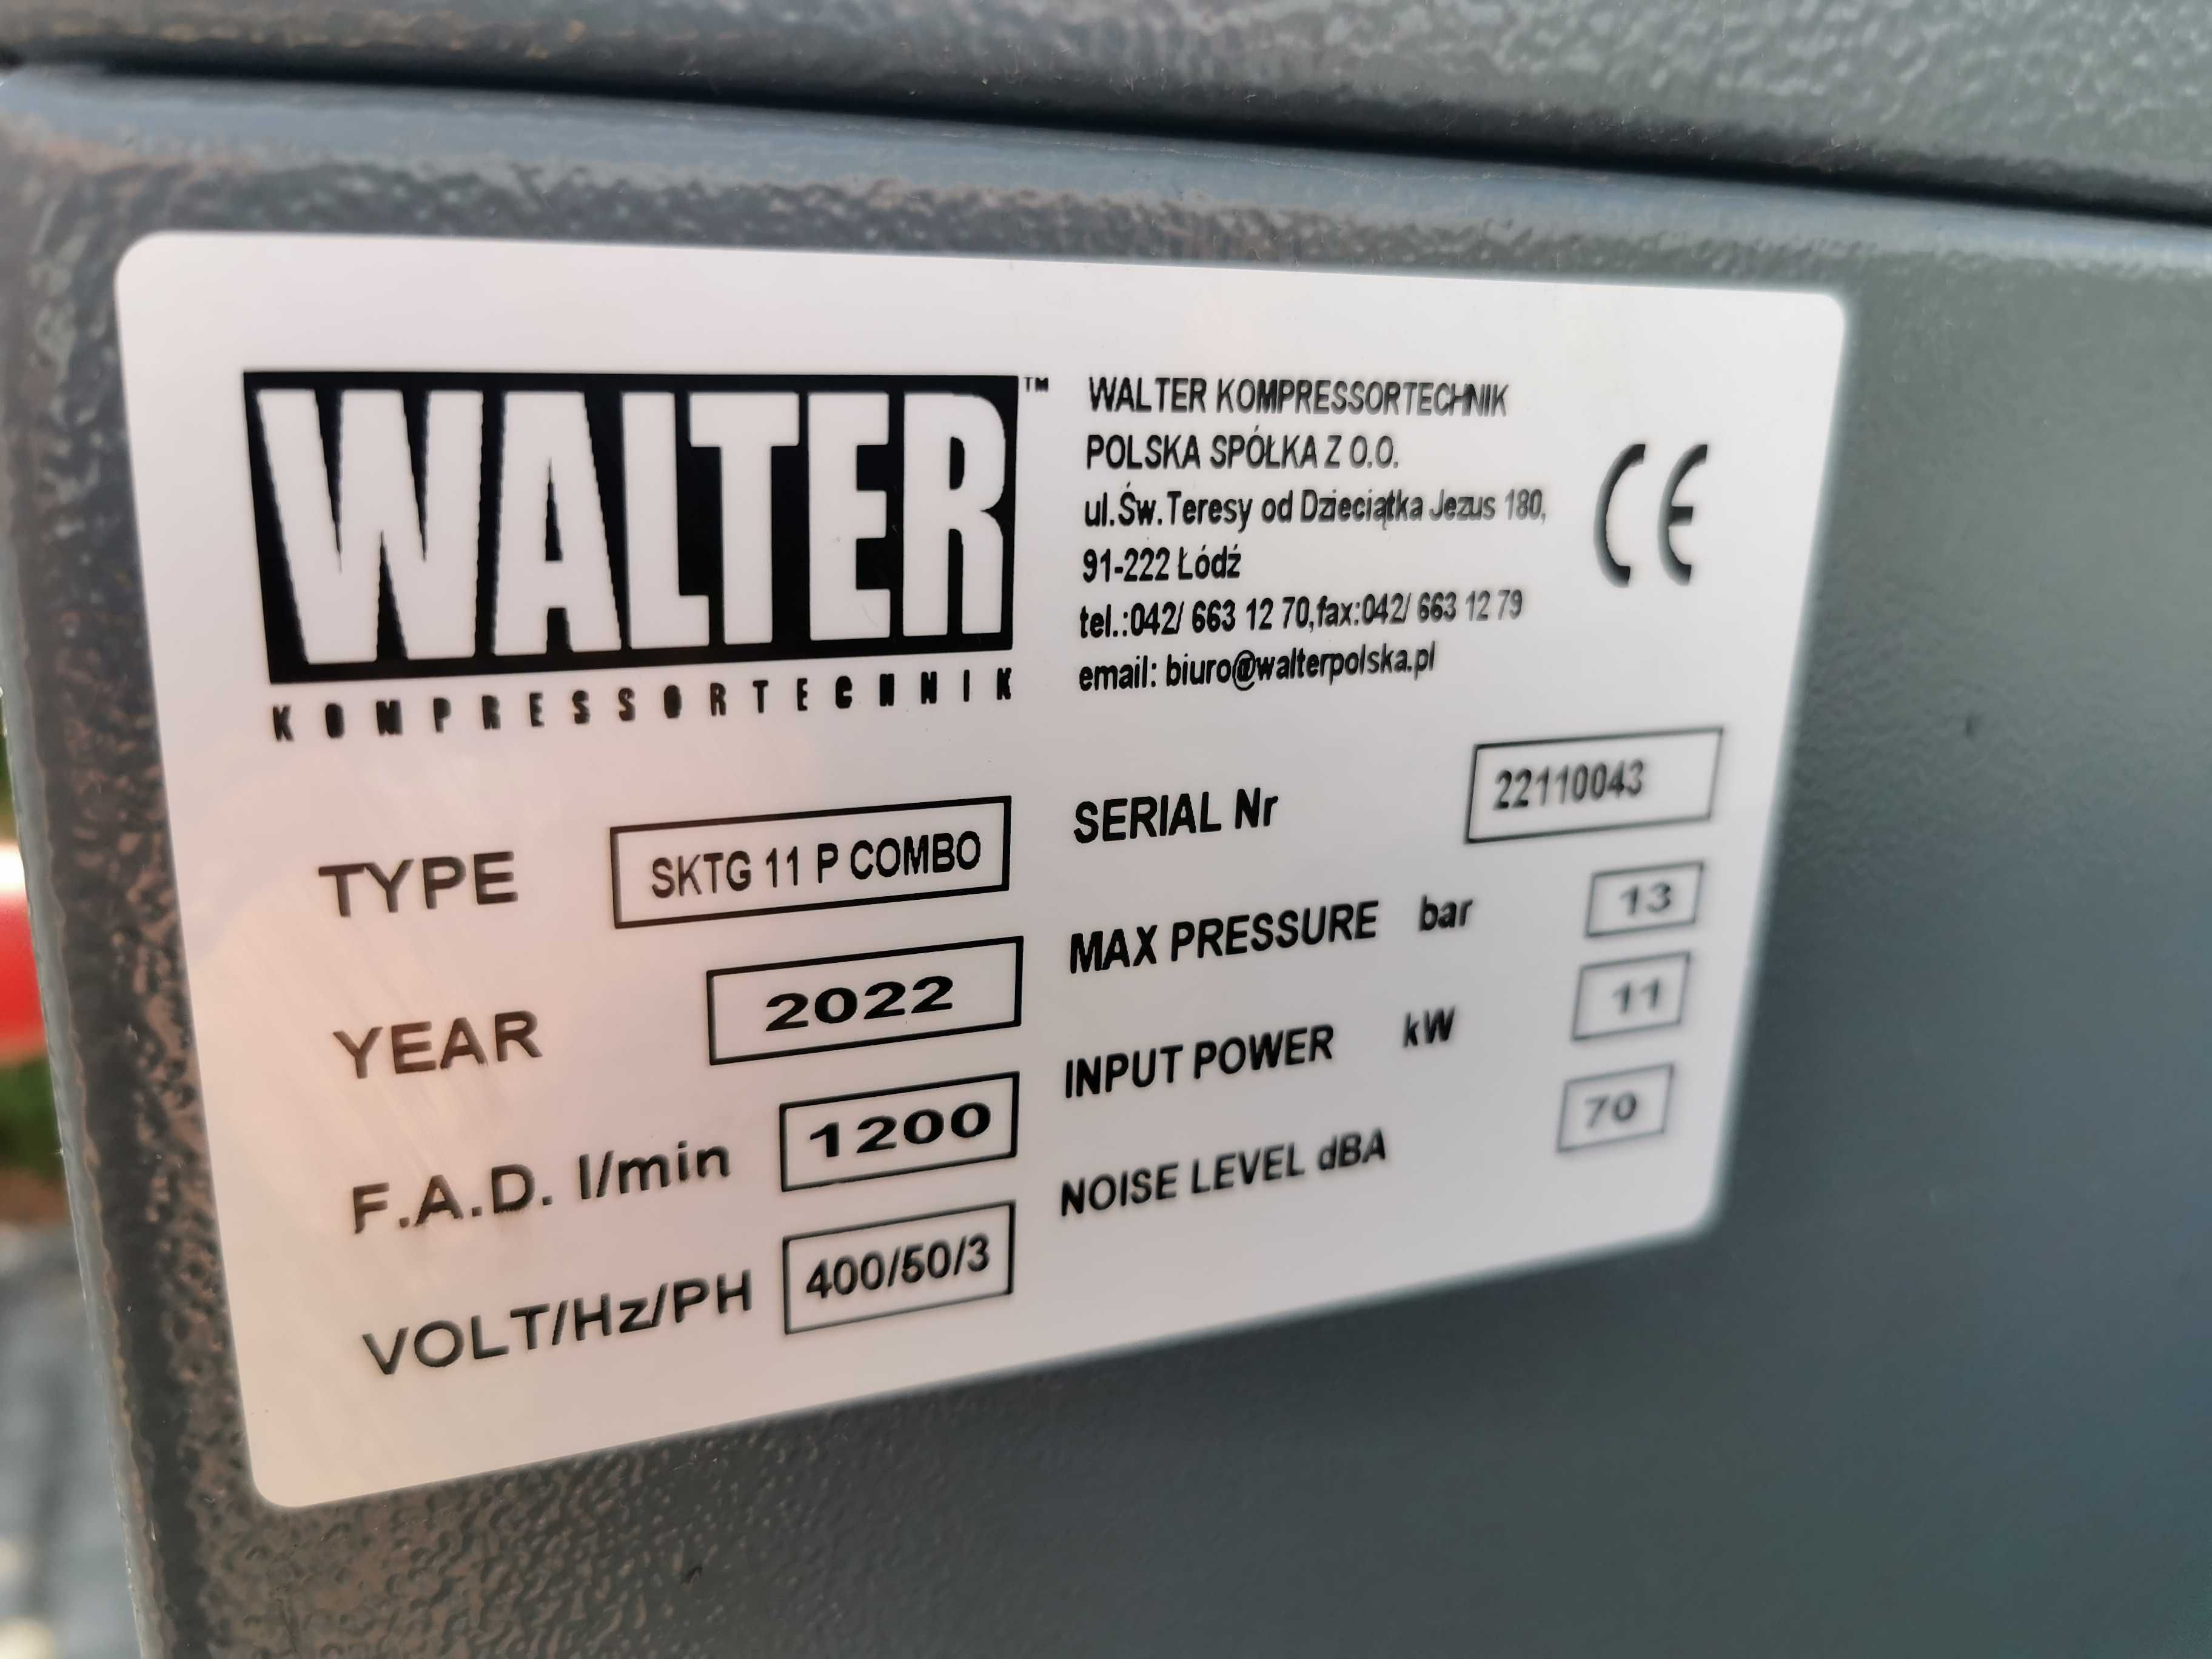 WALTER™
KOMPRESSORTECHNIK
WALTER KOMPRESSORTECHNIK
POLSKA SPÓŁKA Z O.O.
ul.Św.Teresy od Dzieciątka Jezus 180,
91-222 Łódź
tel.:042/ 663 12 70,fax:042/ 663 12 79
email: biuro@walterpolska.pl
CE
TYPE SKTG 11 P COMBO
YEAR 2022
F.A.D. l/min 1200
VOLT/Hz/PH 400/50/3
SERIAL Nr 22110043
MAX PRESSURE bar 13
INPUT POWER kW 11
NOISE LEVEL dBA 70